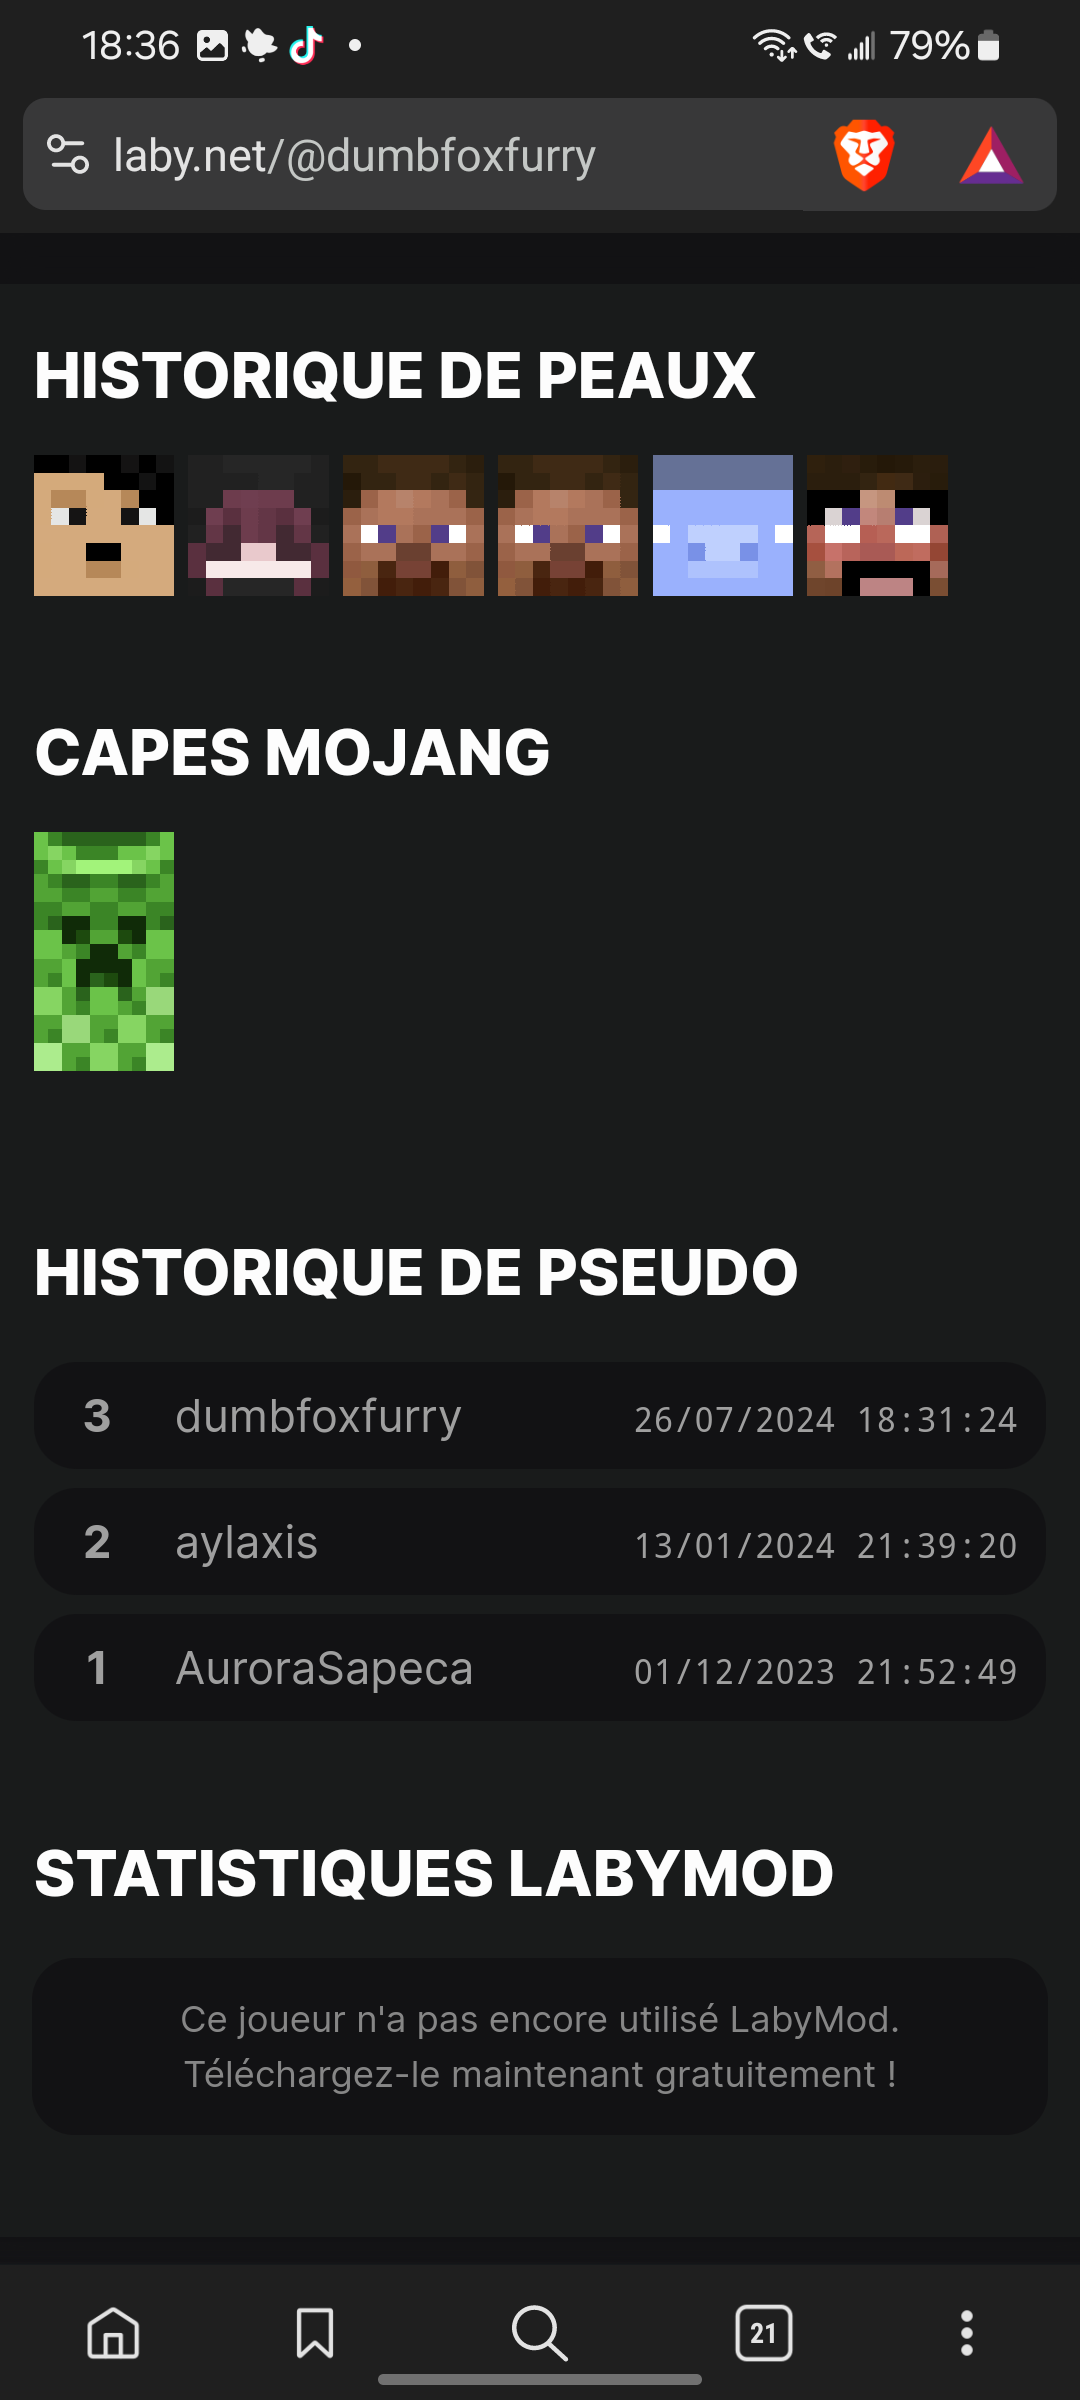 18:36
79%
laby.net/@dumbfoxfurry
HISTORIQUE DE PEAUX
CAPES MOJANG
HISTORIQUE DE PSEUDO
3 dumbfoxfurry 26/07/2024 18:31:24
2 aylaxis 13/01/2024 21:39:20
1 AuroraSapeca 01/12/2023 21:52:49
STATISTIQUES LABYMOD
Ce joueur n'a pas encore utilisé LabyMod.
Téléchargez-le maintenant gratuitement !
21